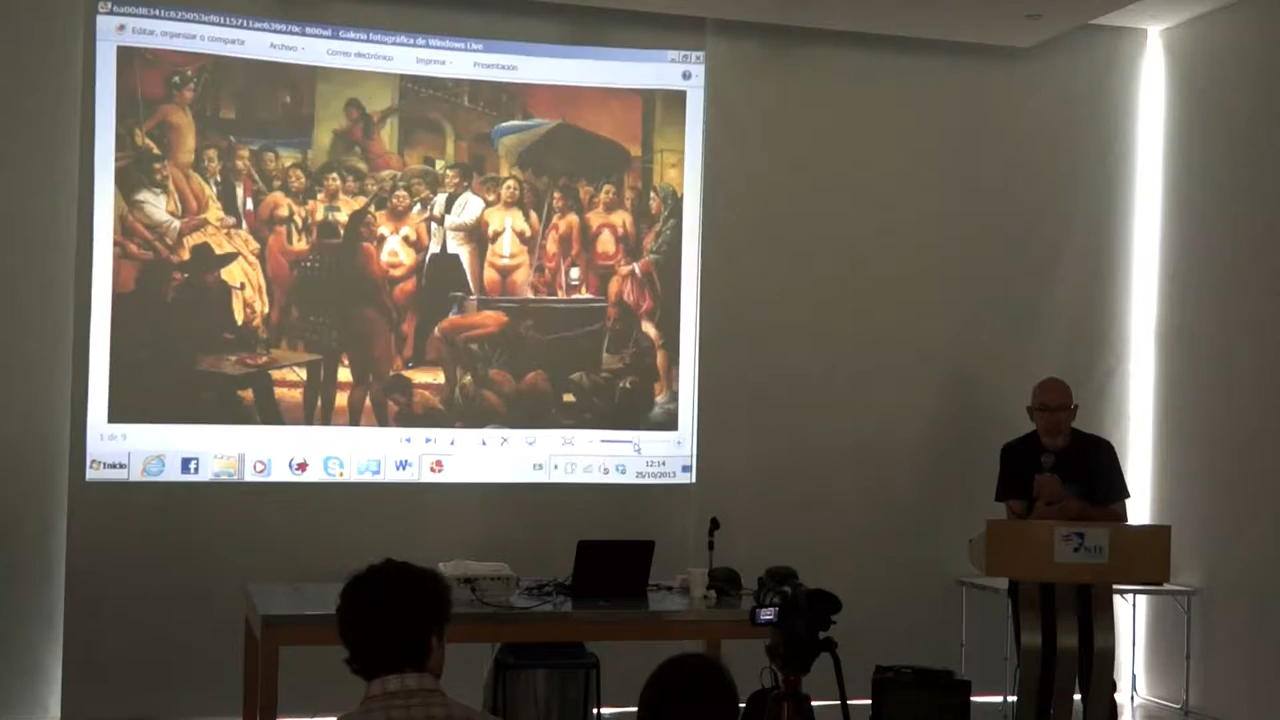 6a00d8341c625053ef0115711ae639970c-800wi - Galería fotográfica de Windows Live
Editar, organizar o compartir Archivo Correo electrónico Imprimir Presentación
1 de 9
Inicio
ES
12:14
25/10/2013